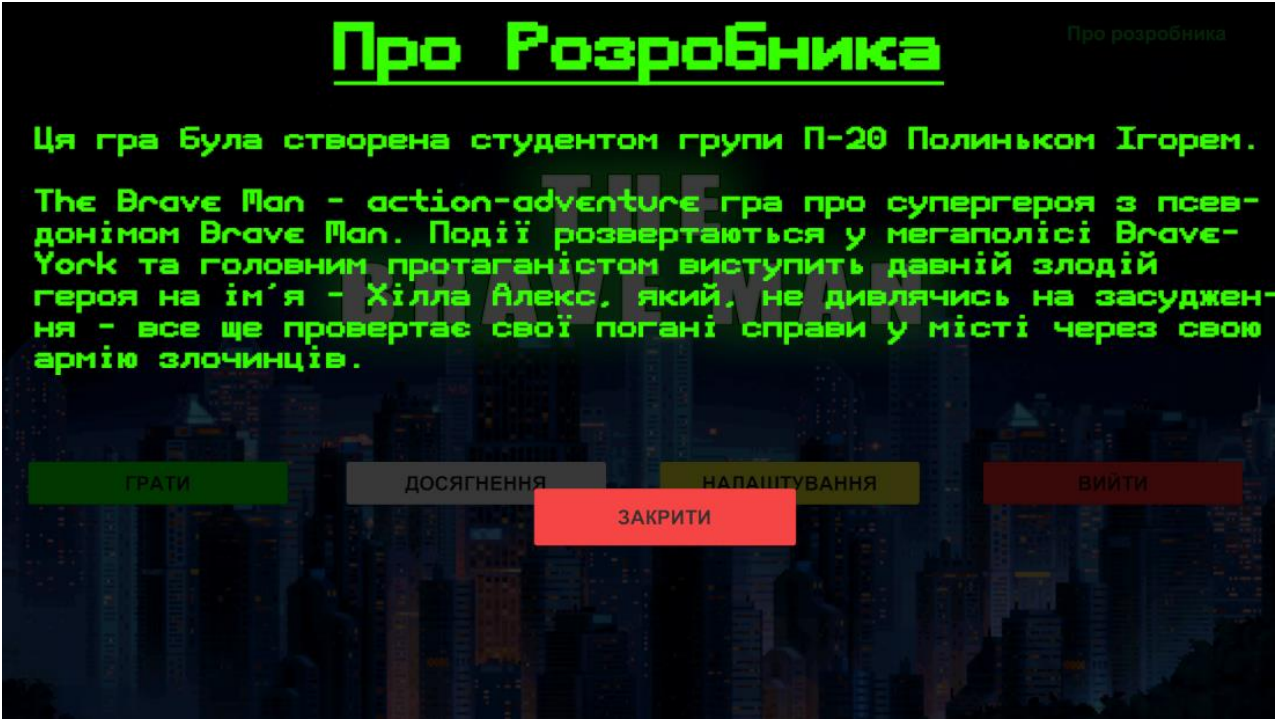 Про Розробника
Про розробника
Ця гра була створена студентом групи П-20 Полиньком Ігорем.
The Brave Man - action-adventure гра про супергероя з псев-
донімом Brave Man. Події розвертаються у мегаполісі Brave-
York та головним протаганістом виступить давній злодій
героя на ім´я - Хілла Алекс, який, не дивлячись на засуджен-
ня - все ще провертає свої погані справи у місті через свою
армію злочинців.
THE
BRAVE MAN
ГРАТИ
ДОСЯГНЕННЯ
НАЛАШТУВАННЯ
ВИЙТИ
ЗАКРИТИ